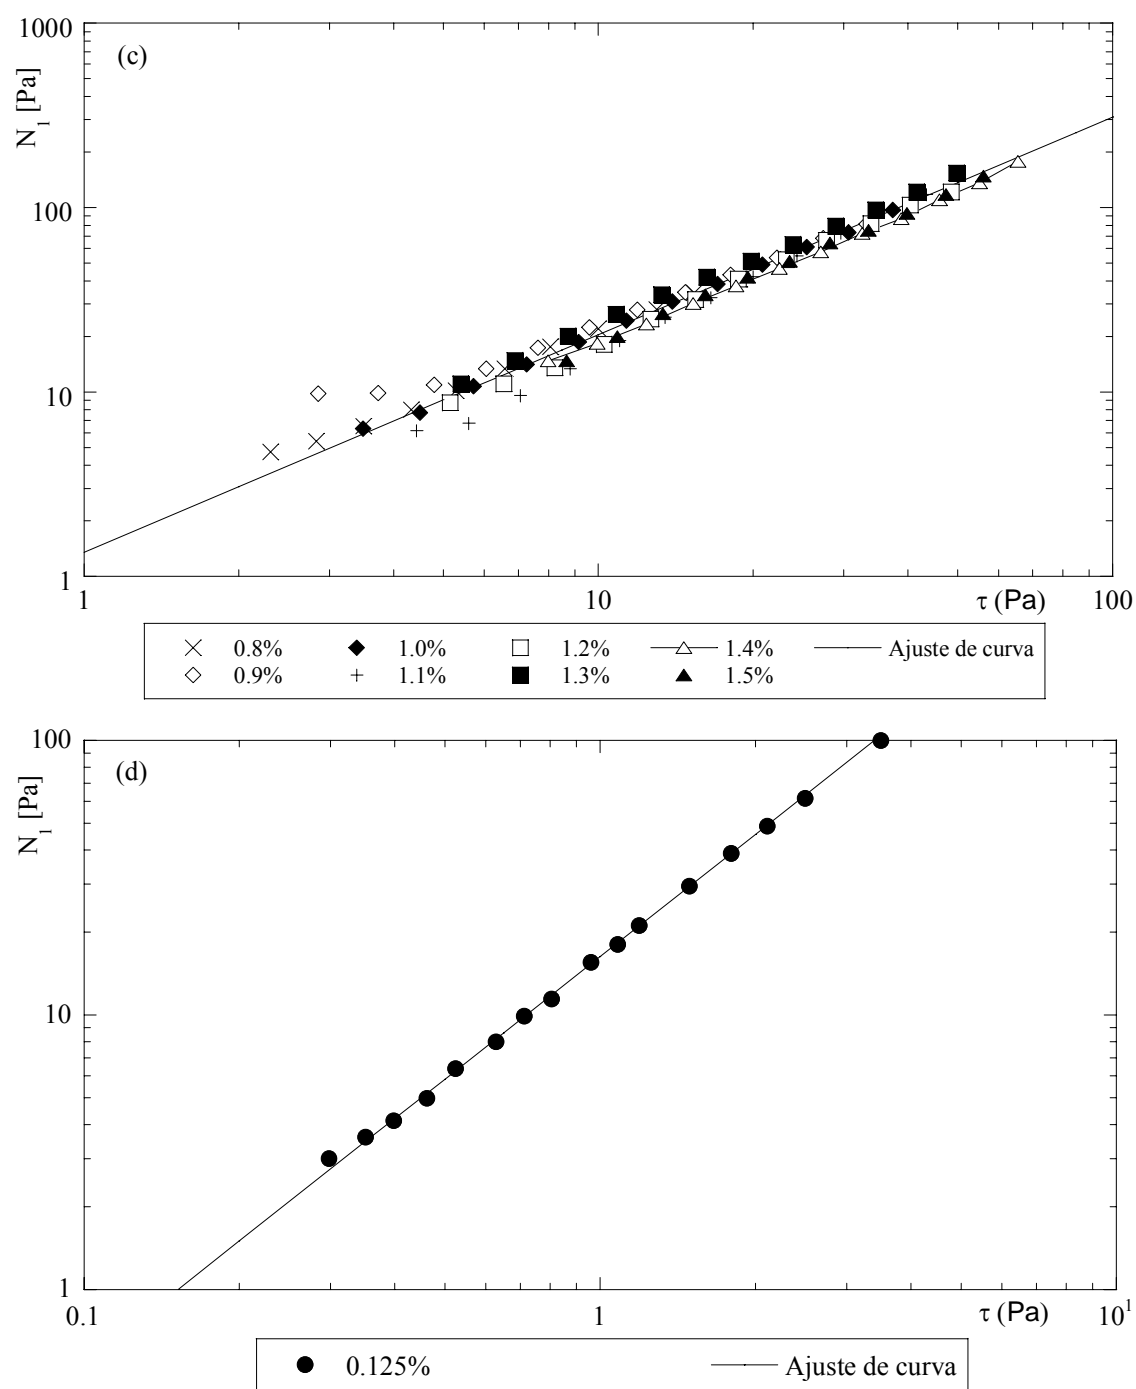 1000
(c)
N1 [Pa]
100
10
1
1 10 τ (Pa) 100
0.8% 1.0% 1.2% 1.4% Ajuste de curva
0.9% 1.1% 1.3% 1.5%
100
(d)
N1 [Pa]
10
1
0.1 1 τ (Pa) 10¹
0.125% Ajuste de curva